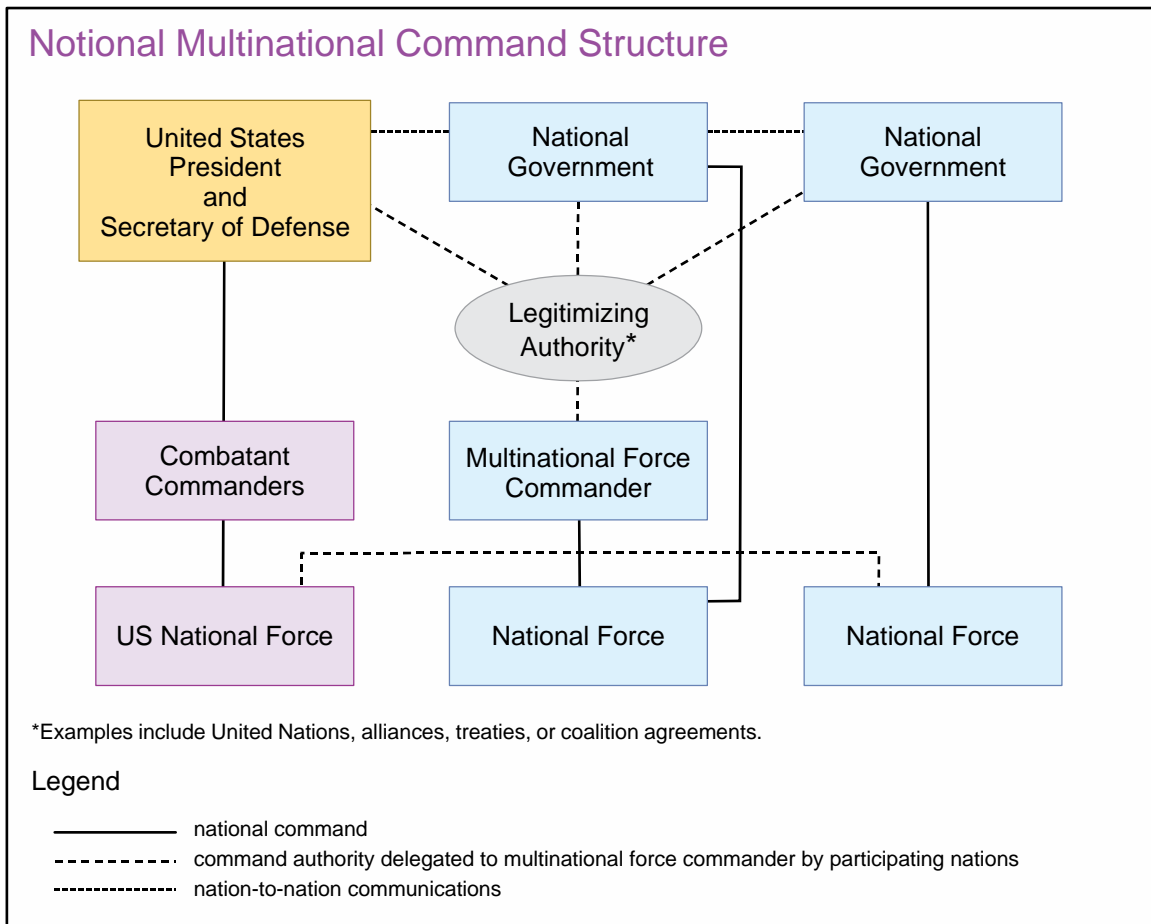 Notional Multinational Command Structure
United States
President
and
Secretary of Defense
National
Government
National
Government
Legitimizing
Authority*
Combatant
Commanders
Multinational Force
Commander
US National Force
National Force
National Force
*Examples include United Nations, alliances, treaties, or coalition agreements.
Legend
national command
command authority delegated to multinational force commander by participating nations
nation-to-nation communications